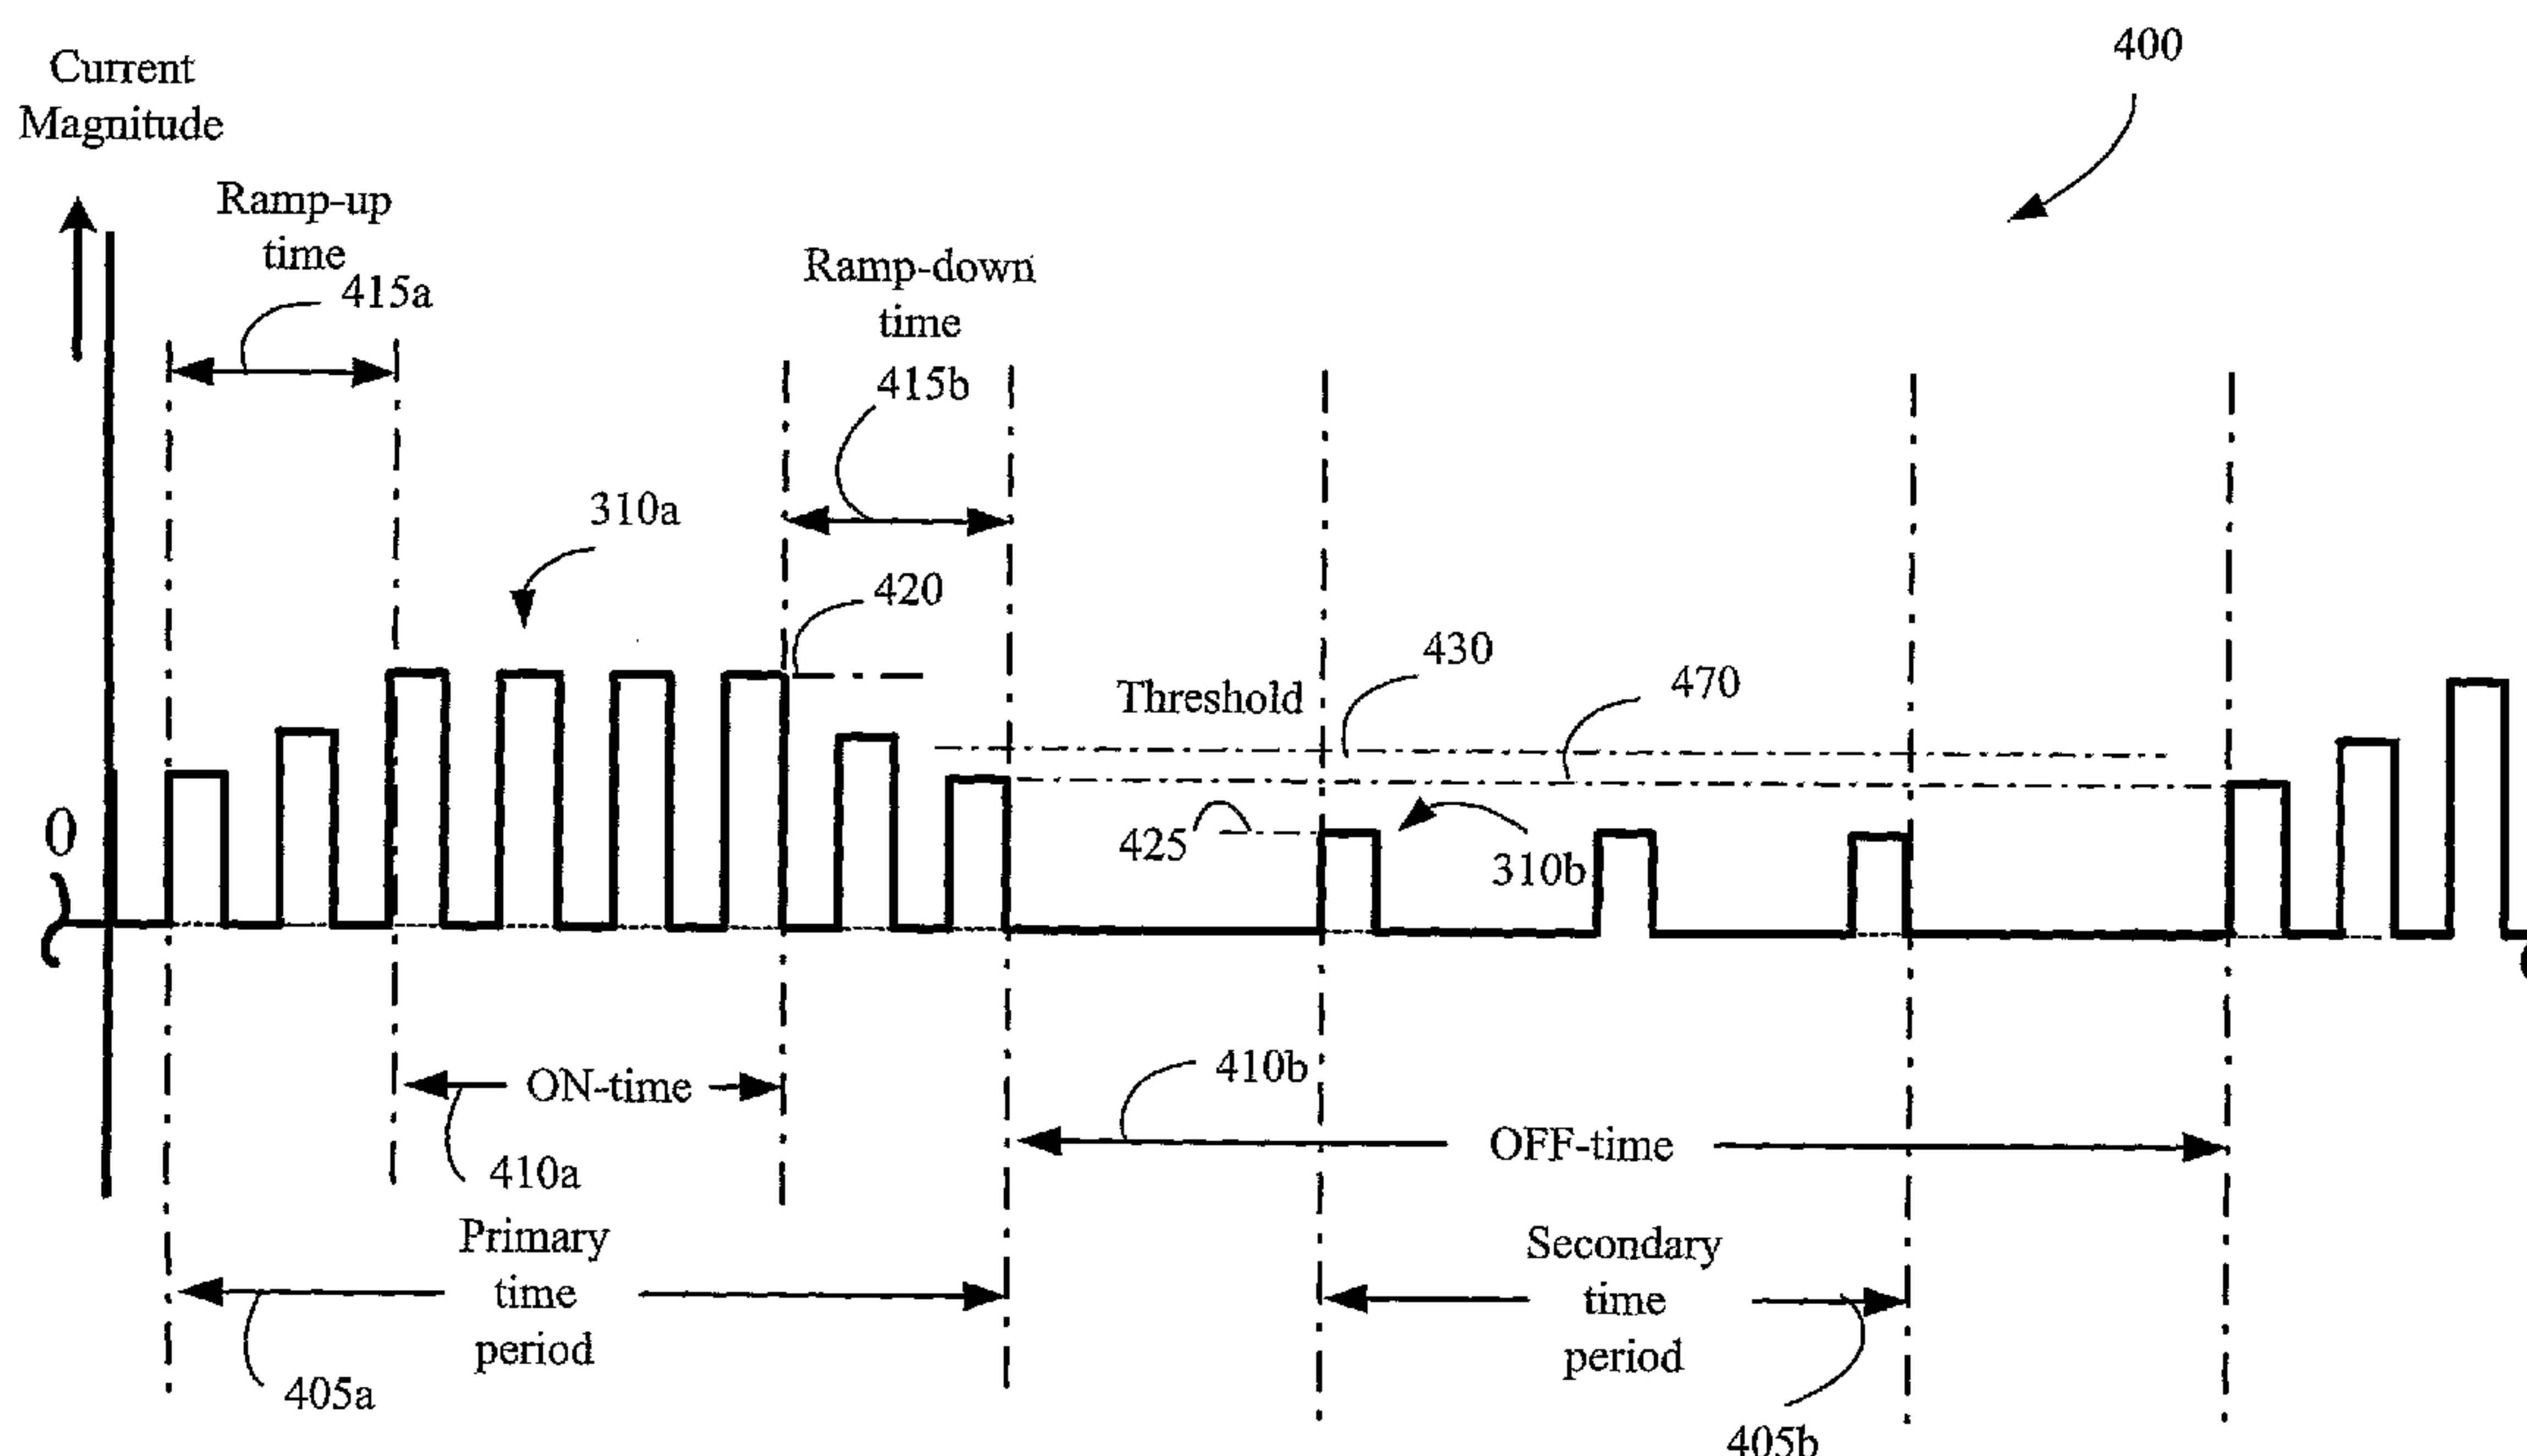 400
Current
Magnitude
Ramp-up
time
415a
Ramp-down
time
415b
310a
420
430
Threshold
470
0
425
310b
ON-time
410b
410a
OFF-time
Primary
time
period
Secondary
time
period
405a
405b